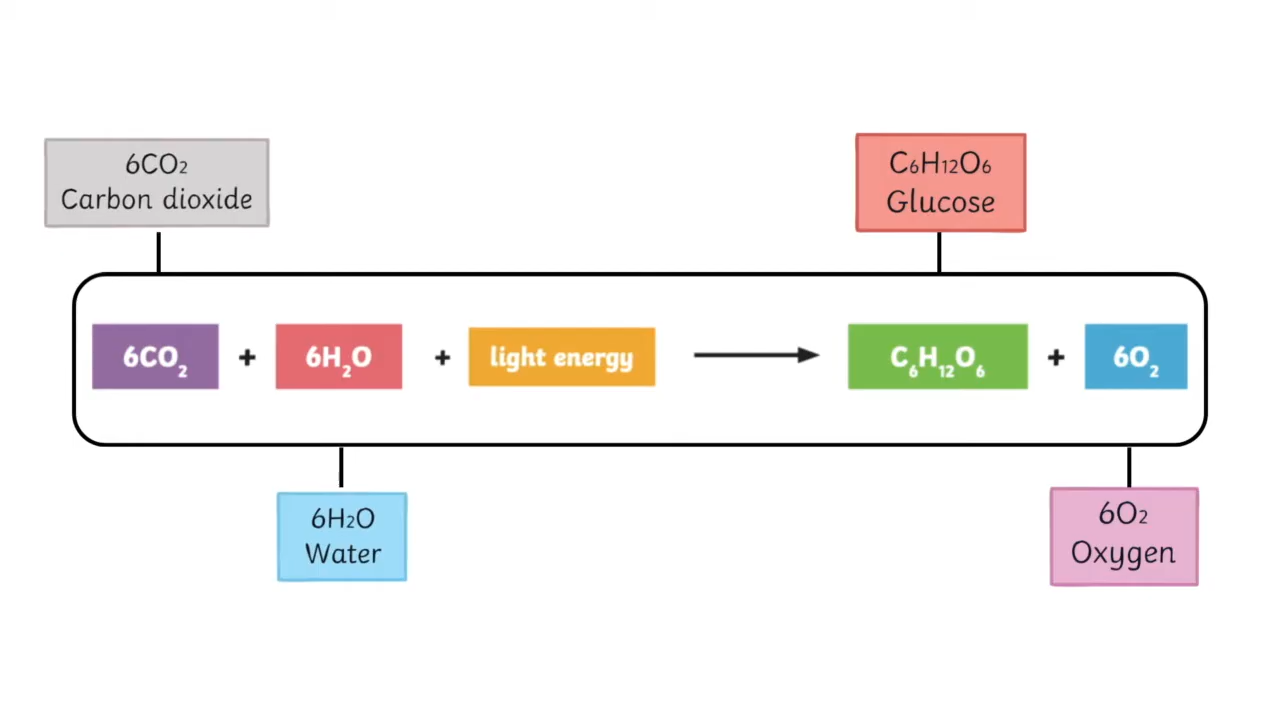 6CO₂
Carbon dioxide
C₆H₁₂O₆
Glucose
6CO₂ + 6H₂O + light energy → C₆H₁₂O₆ + 6O₂
6H₂O
Water
6O₂
Oxygen